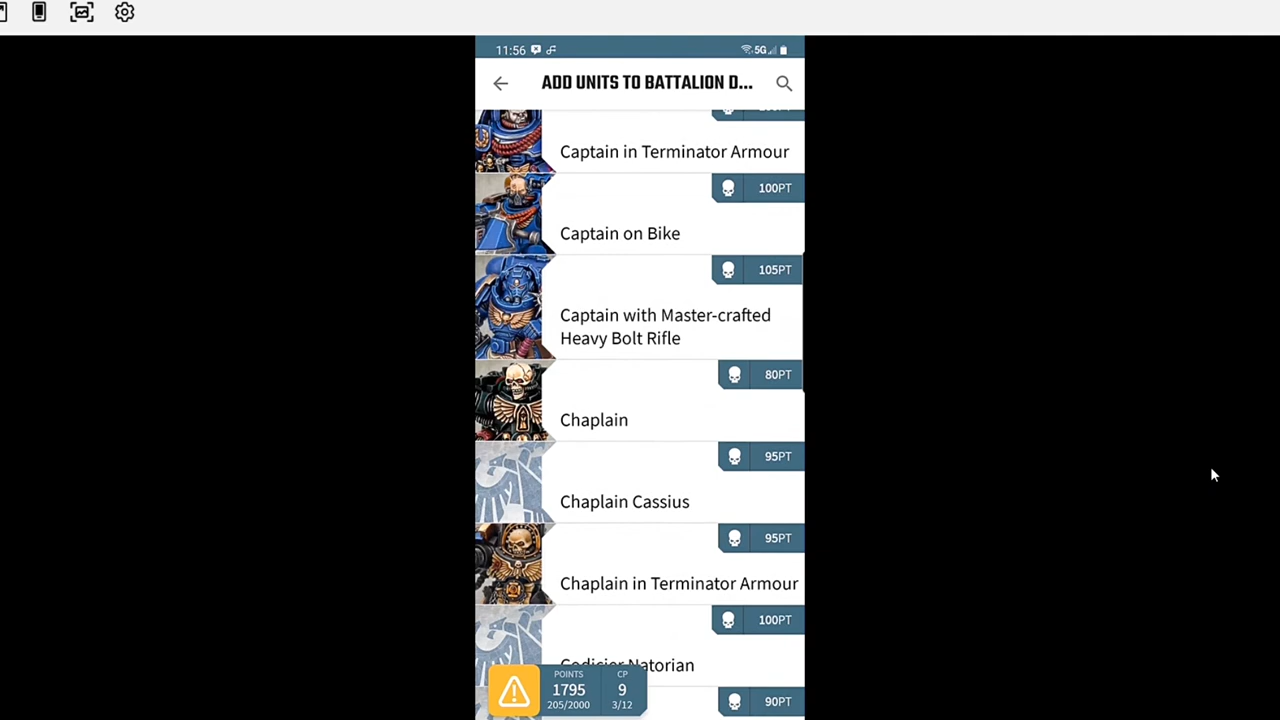 11:56
5G
ADD UNITS TO BATTALION D...
Captain in Terminator Armour
100PT
Captain on Bike
105PT
Captain with Master-crafted
Heavy Bolt Rifle
80PT
Chaplain
95PT
Chaplain Cassius
95PT
Chaplain in Terminator Armour
100PT
Codicier Natorian
POINTS CP
1795 9
205/2000 3/12
90PT